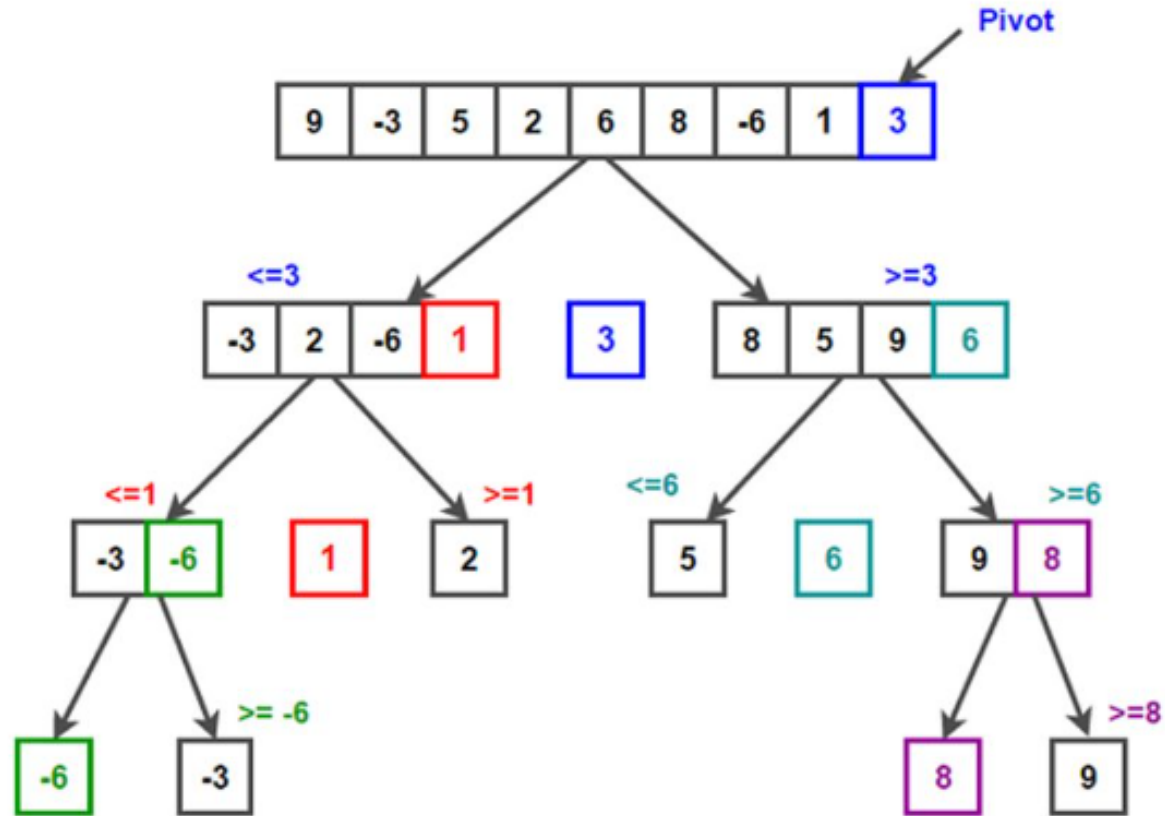 Pivot
9 -3 5 2 6 8 -6 1 3
<=3 >=3
-3 2 -6 1 3 8 5 9 6
<=1 >=1 <=6 >=6
-3 -6 1 2 5 6 9 8
>= -6 >=8
-6 -3 8 9